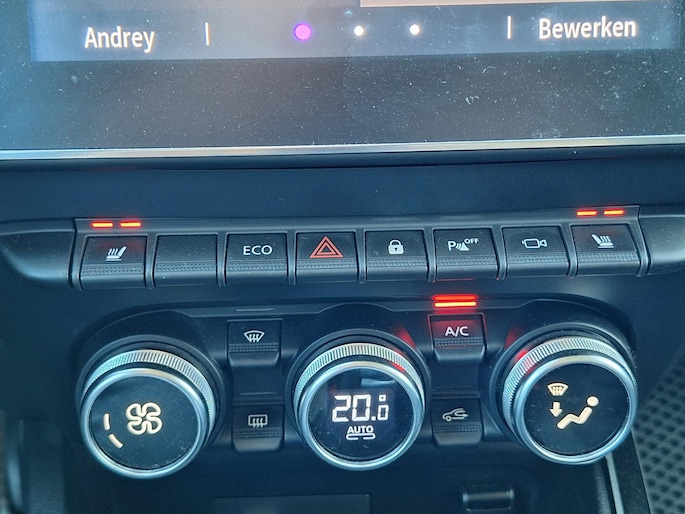 Andrey
Bewerken
ECO
P OFF
A/C
20.0
AUTO